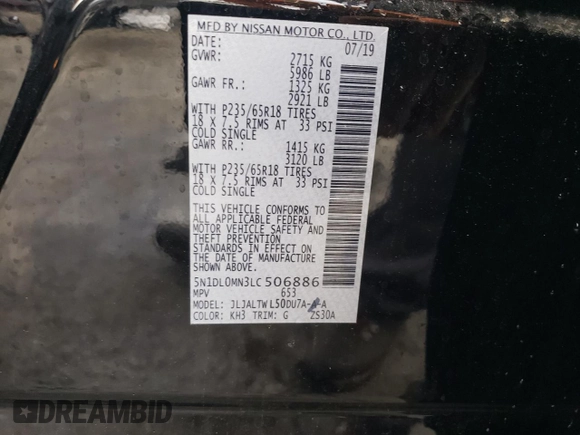 MFD BY NISSAN MOTOR CO., LTD.
DATE: 07/19
GVWR: 2715 KG
5986 LB
GAWR FR.: 1325 KG
2921 LB
WITH P235/65R18 TIRES
18 X 7.5 RIMS AT 33 PSI
COLD SINGLE
GAWR RR.: 1415 KG
3120 LB
WITH P235/65R18 TIRES
18 X 7.5 RIMS AT 33 PSI
COLD SINGLE
THIS VEHICLE CONFORMS TO
ALL APPLICABLE FEDERAL
MOTOR VEHICLE SAFETY AND
THEFT PREVENTION
STANDARDS IN EFFECT ON
THE DATE OF MANUFACTURE
SHOWN ABOVE.
5N1DL0MN3LC506886
MPV 653
MODEL: JLJALTWL50DU7A-
COLOR: KH3 TRIM: G ZS30A
DREAMBID